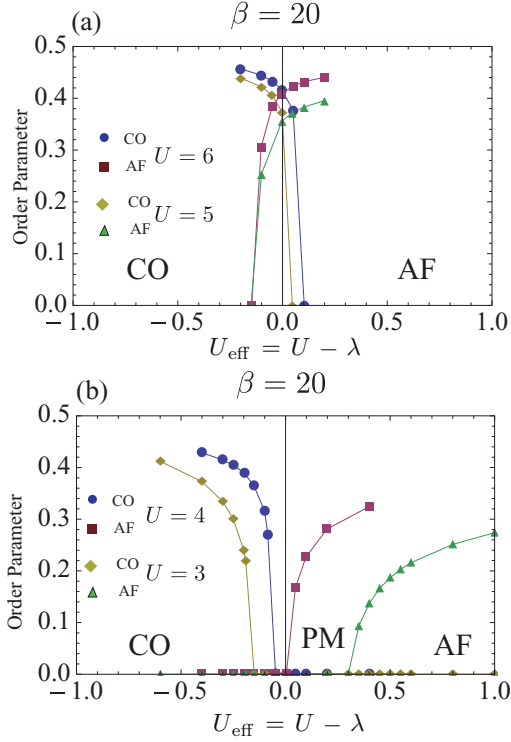 (a)
β = 20
0.5
0.4
0.3
0.2
0.1
0.0
Order Parameter
CO
AF
U = 6
CO
AF
U = 5
CO
AF
−1.0
−0.5
0.0
0.5
1.0
U_eff = U − λ
(b)
β = 20
0.5
0.4
0.3
0.2
0.1
0.0
Order Parameter
CO
AF
U = 4
CO
AF
U = 3
CO
PM
AF
−1.0
−0.5
0.0
0.5
1.0
U_eff = U − λ